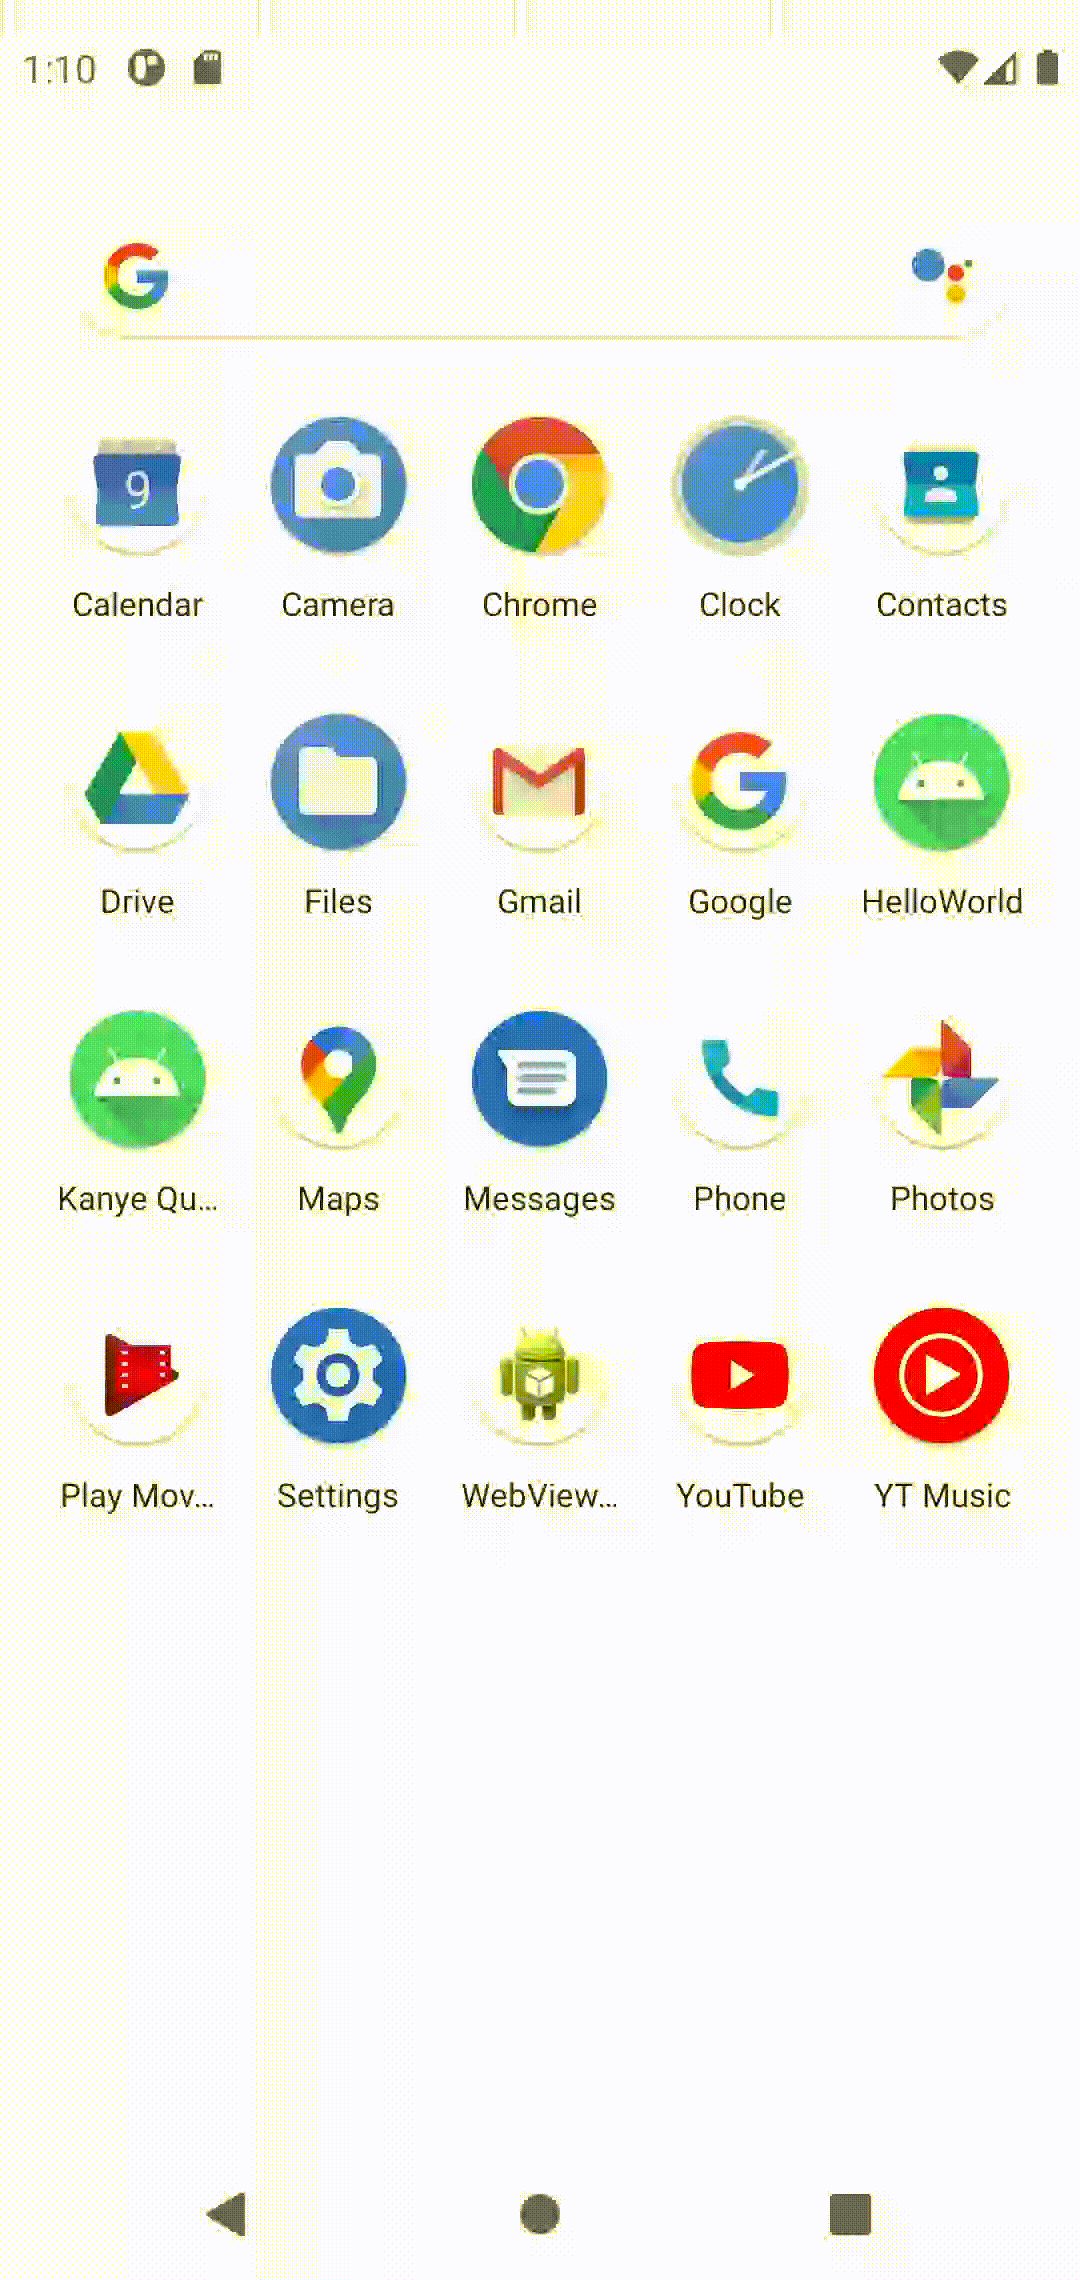 1:10
9
Calendar Camera Chrome Clock Contacts
Drive Files Gmail Google HelloWorld
Kanye Qu... Maps Messages Phone Photos
Play Mov... Settings WebView... YouTube YT Music